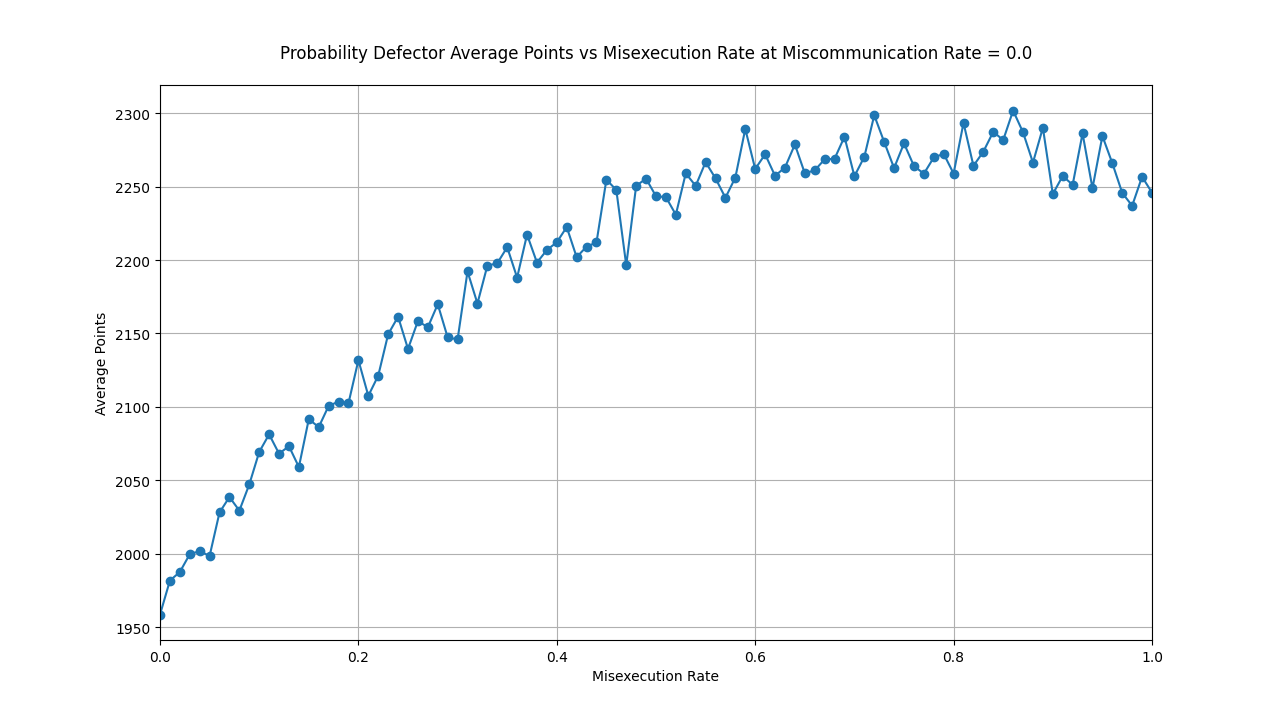 Probability Defector Average Points vs Misexecution Rate at Miscommunication Rate = 0.0
2300
2250
2200
2150
2100
2050
2000
1950
Average Points
0.0 0.2 0.4 0.6 0.8 1.0
Misexecution Rate